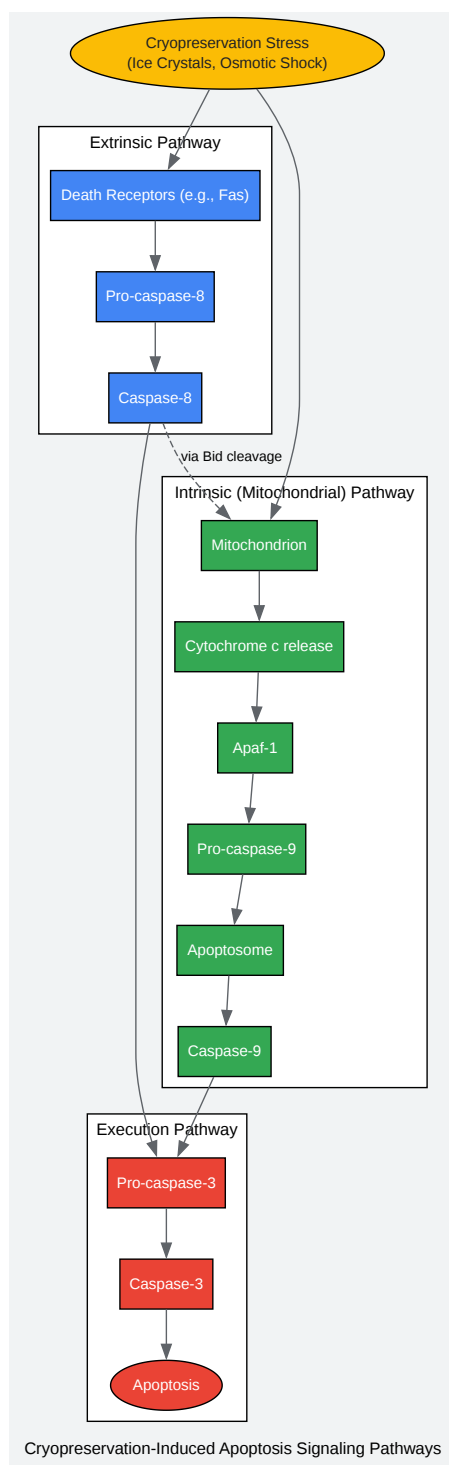 Cryopreservation Stress
(Ice Crystals, Osmotic Shock)
Extrinsic Pathway
Death Receptors (e.g., Fas)
Pro-caspase-8
Caspase-8
via Bid cleavage
Intrinsic (Mitochondrial) Pathway
Mitochondrion
Cytochrome c release
Apaf-1
Pro-caspase-9
Apoptosome
Caspase-9
Execution Pathway
Pro-caspase-3
Caspase-3
Apoptosis
Cryopreservation-Induced Apoptosis Signaling Pathways